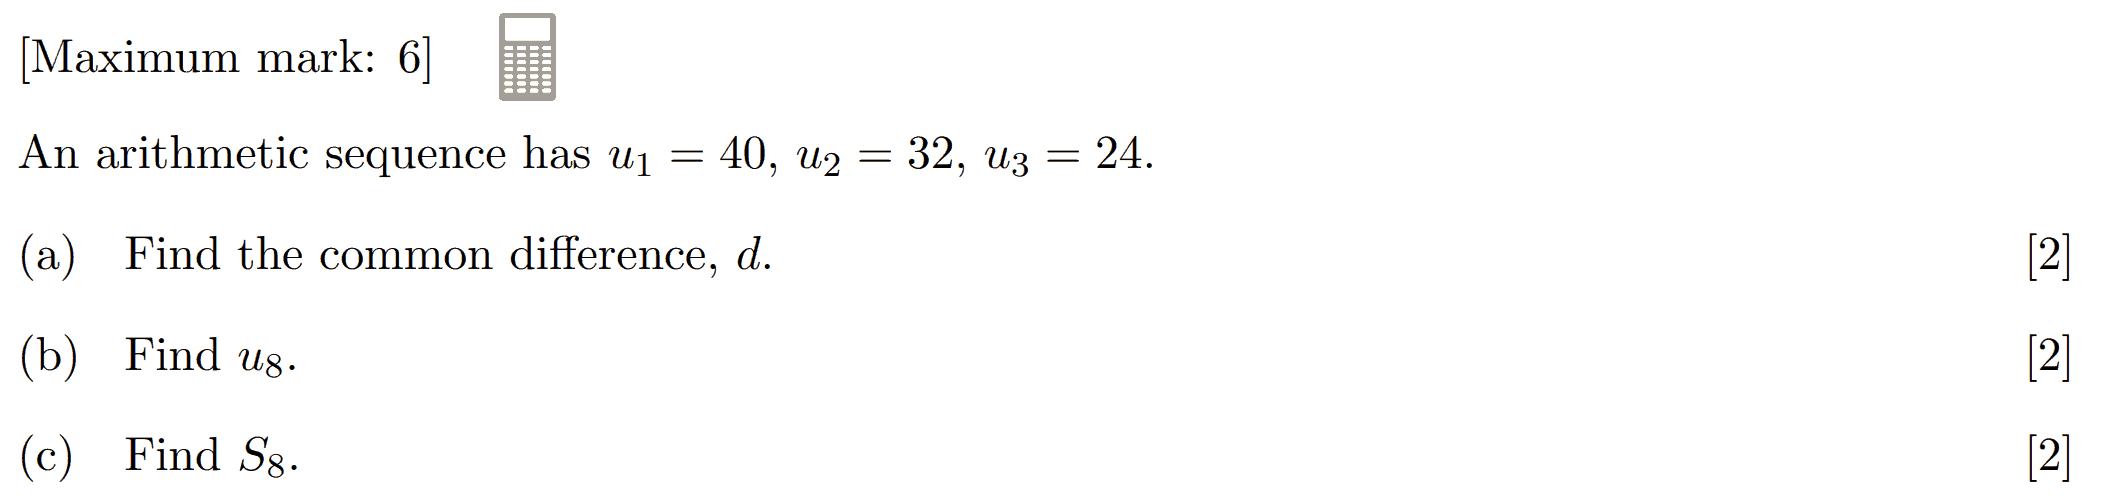 [Maximum mark: 6]
An arithmetic sequence has u₁ = 40, u₂ = 32, u₃ = 24.
(a) Find the common difference, d. [2]
(b) Find u₈. [2]
(c) Find S₈. [2]